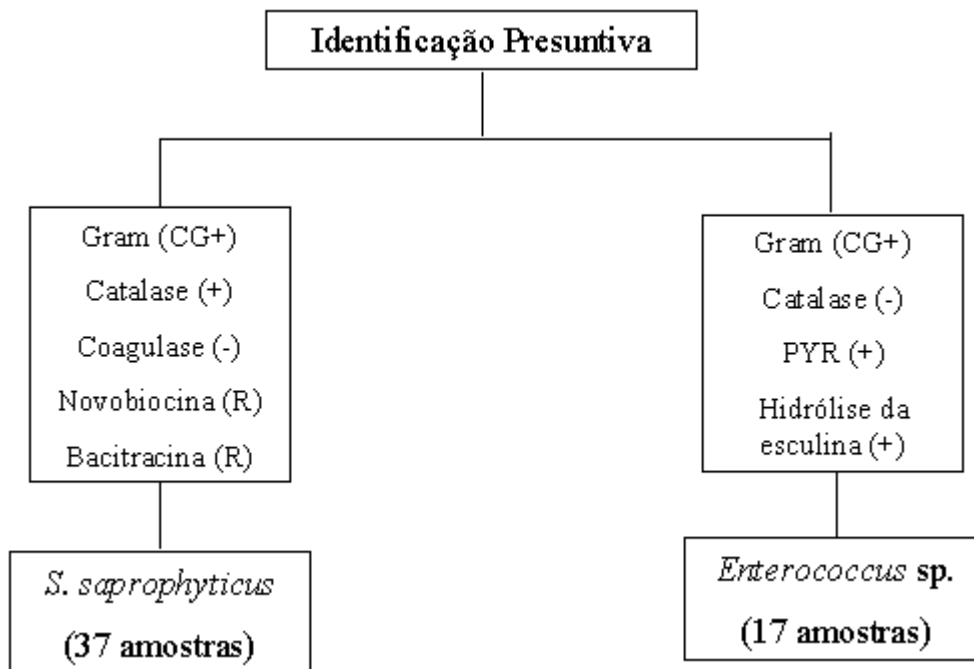 Identificação Presuntiva
Gram (CG+)
Catalase (+)
Coagulase (-)
Novobiocina (R)
Bacitracina (R)
S. saprophyticus
(37 amostras)
Gram (CG+)
Catalase (-)
PYR (+)
Hidrólise da
esculina (+)
Enterococcus sp.
(17 amostras)